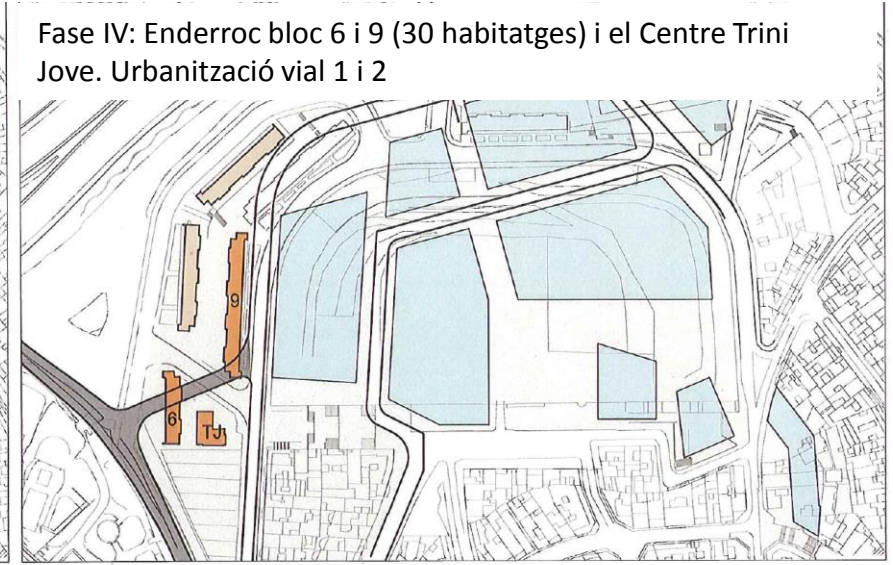 Fase IV: Enderroc bloc 6 i 9 (30 habitatges) i el Centre Trini
Jove. Urbanització vial 1 i 2
9
6
TJ